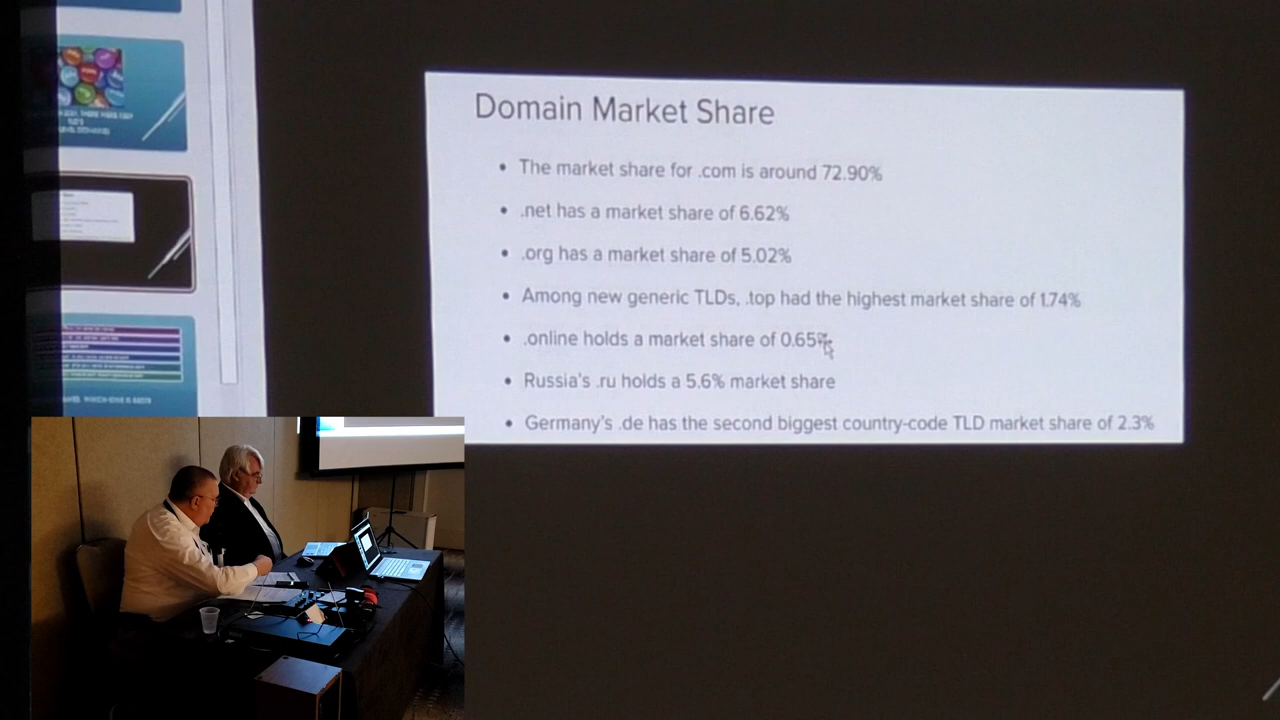 Domain Market Share
The market share for .com is around 72.90%
.net has a market share of 6.62%
.org has a market share of 5.02%
Among new generic TLDs, .top had the highest market share of 1.74%
.online holds a market share of 0.65%
Russia's .ru holds a 5.6% market share
Germany's .de has the second biggest country-code TLD market share of 2.3%